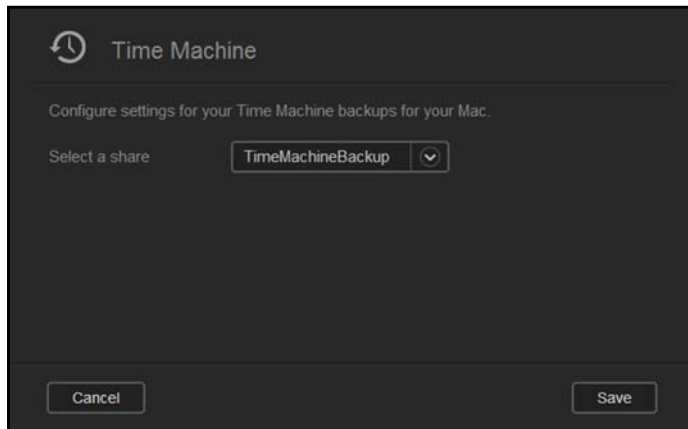 Time Machine
Configure settings for your Time Machine backups for your Mac.
Select a share TimeMachineBackup
Cancel Save